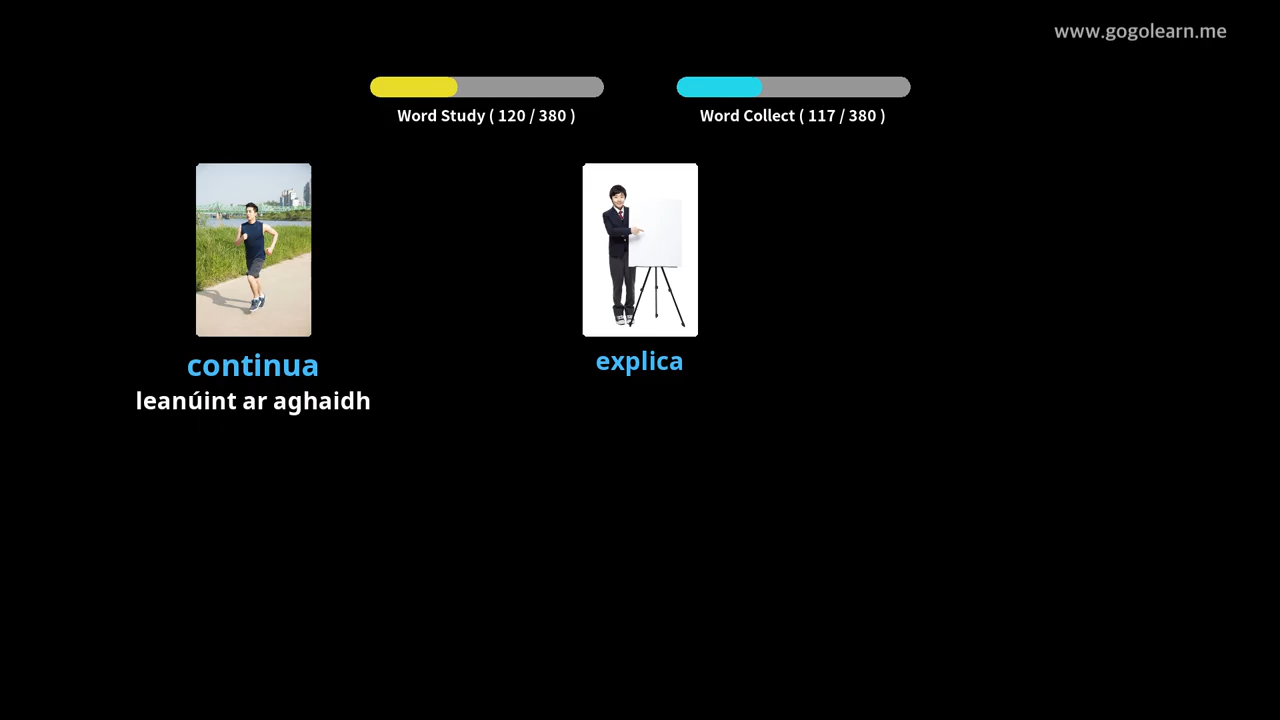 www.gogolearn.me
Word Study ( 120 / 380 )
Word Collect ( 117 / 380 )
continua
leanúint ar aghaidh
explica